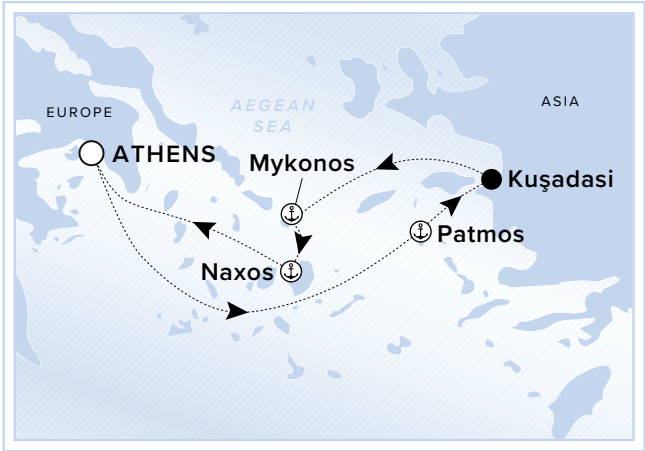 EUROPE
AEGEAN
SEA
ASIA
ATHENS
Mykonos
Kuşadasi
Patmos
Naxos